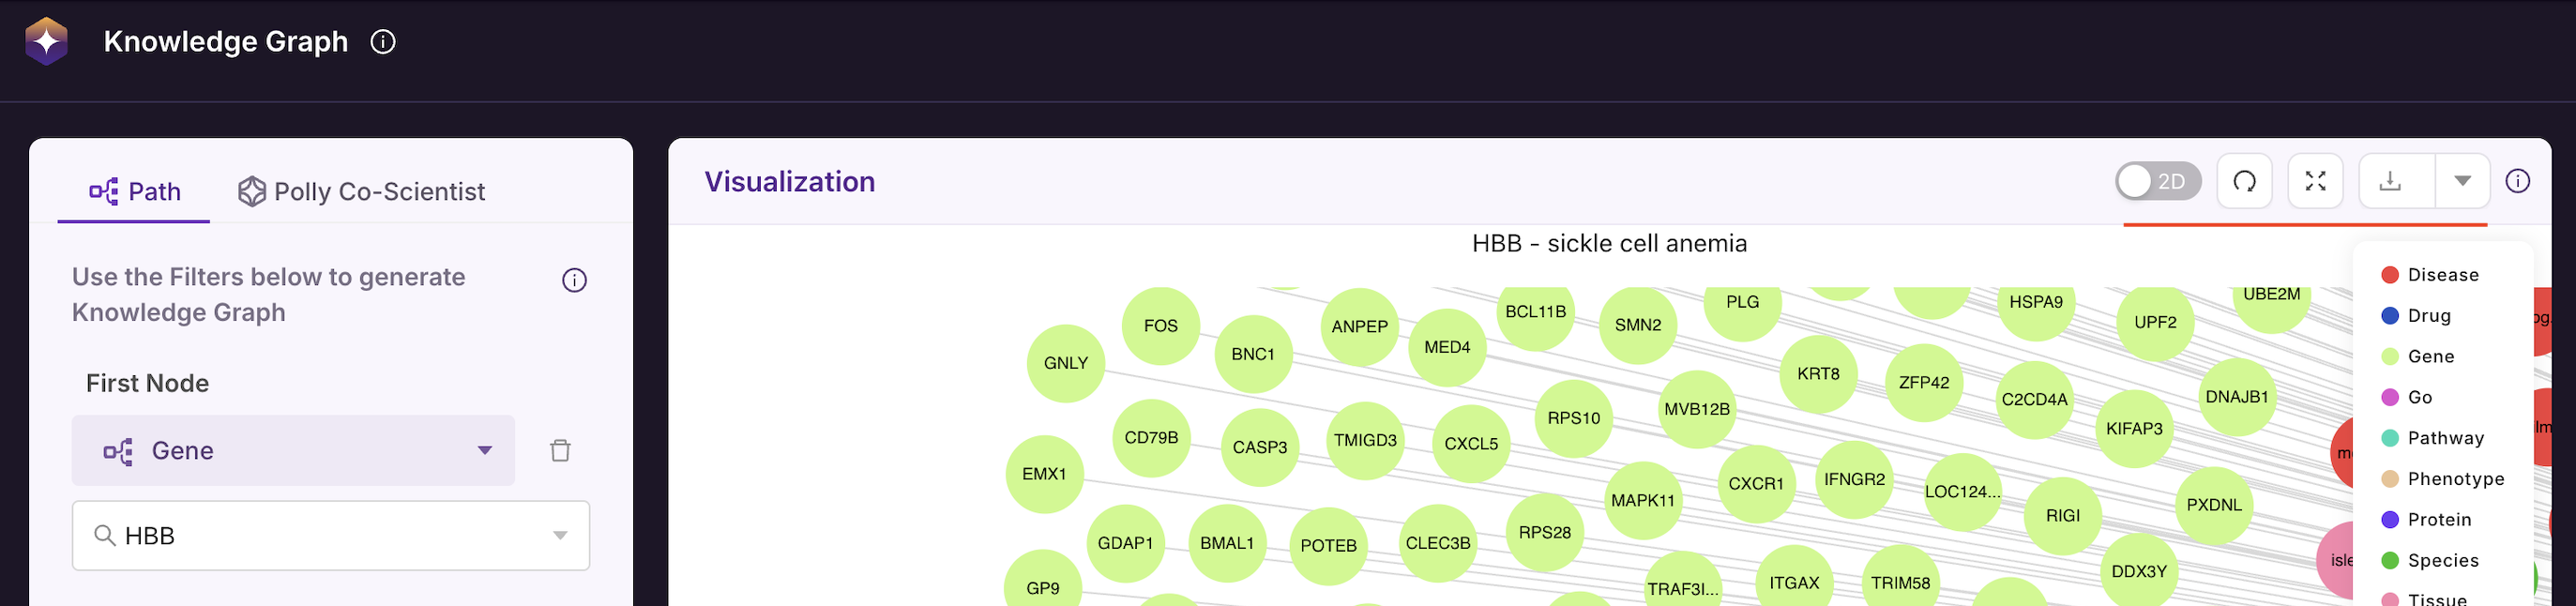 Knowledge Graph
Path
Polly Co-Scientist
Use the Filters below to generate
Knowledge Graph
First Node
Gene
HBB
Visualization
2D
HBB - sickle cell anemia
Disease
Drug
Gene
Go
Pathway
Phenotype
Protein
Species
Tissue
PLG
HSPA9
UBE2M
BCL11B
SMN2
UPF2
FOS
ANPEP
BNC1
MED4
GNLY
KRT8
ZFP42
C2CD4A
DNAJB1
MVB12B
RPS10
KIFAP3
CD79B
CASP3
TMIGD3
CXCL5
EMX1
CXCR1
IFNGR2
LOC124...
MAPK11
PXDNL
RIGI
GDAP1
BMAL1
POTEB
CLEC3B
RPS28
DDX3Y
GP9
TRAF3I...
ITGAX
TRIM58